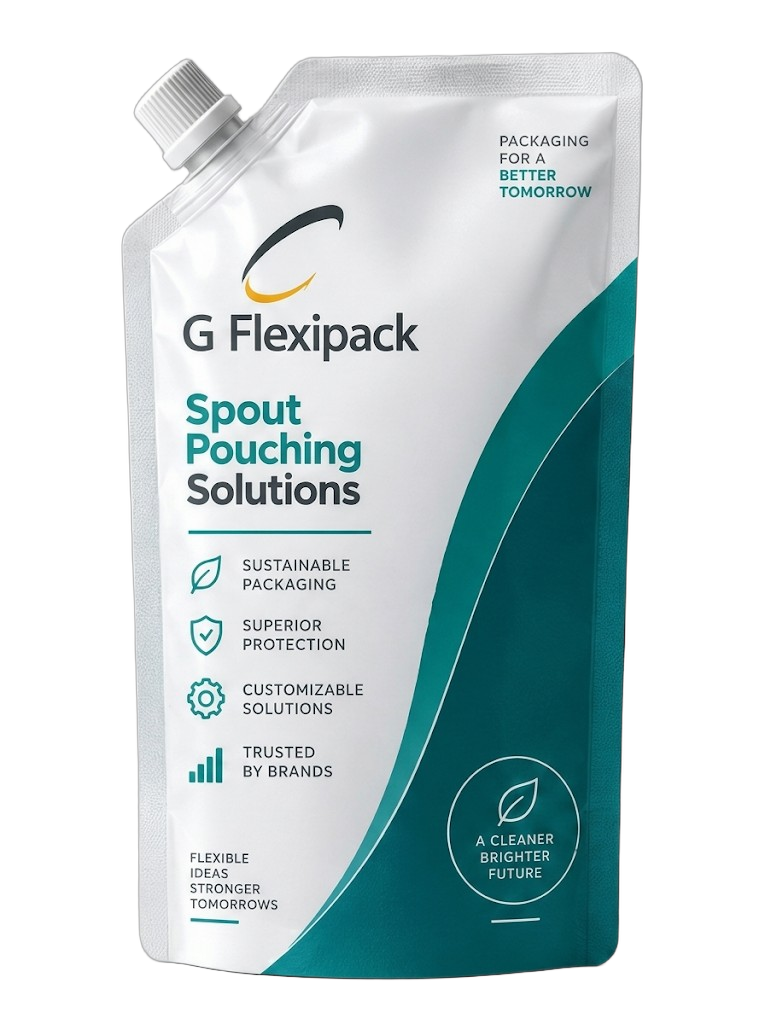 PACKAGING
FOR A
BETTER
TOMORROW
G Flexipack
Spout
Pouching
Solutions
SUSTAINABLE
PACKAGING
SUPERIOR
PROTECTION
CUSTOMIZABLE
SOLUTIONS
TRUSTED
BY BRANDS
FLEXIBLE
IDEAS
STRONGER
TOMORROWS
A CLEANER
BRIGHTER
FUTURE